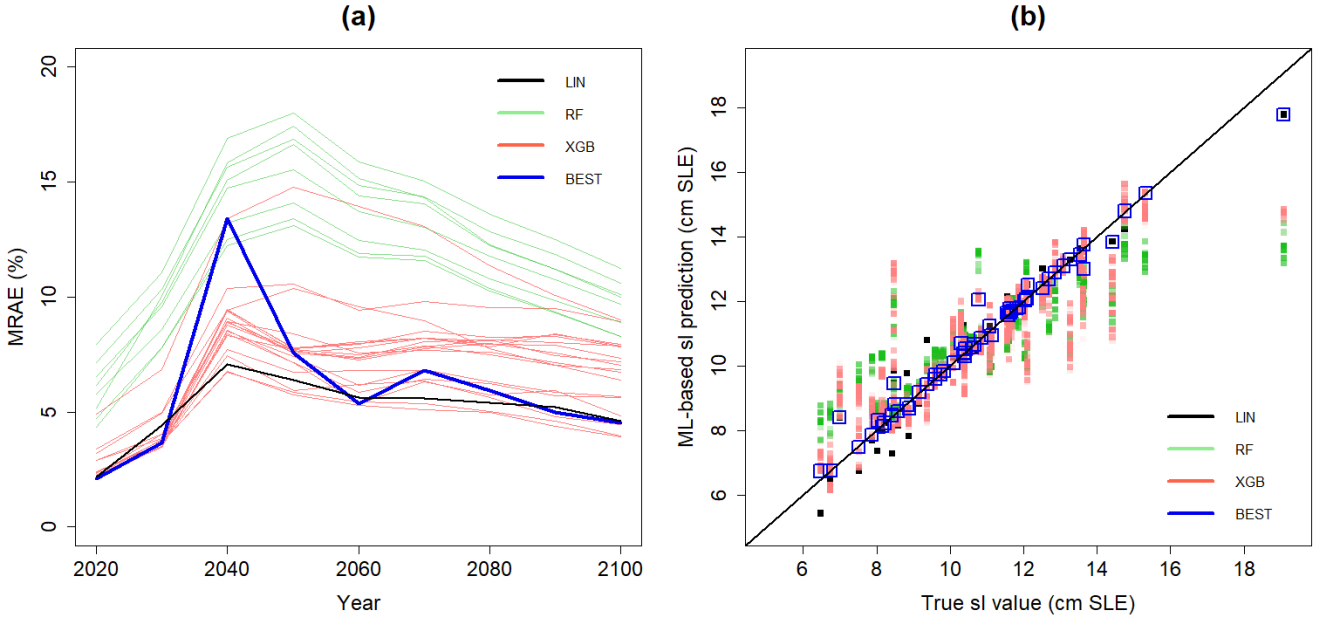 (a)
MRAE (%)
20
15
10
5
0
LIN
RF
XGB
BEST
2020 2040 2060 2080 2100
Year
(b)
ML-based sl prediction (cm SLE)
18
16
14
12
10
8
6
LIN
RF
XGB
BEST
6 8 10 12 14 16 18
True sl value (cm SLE)